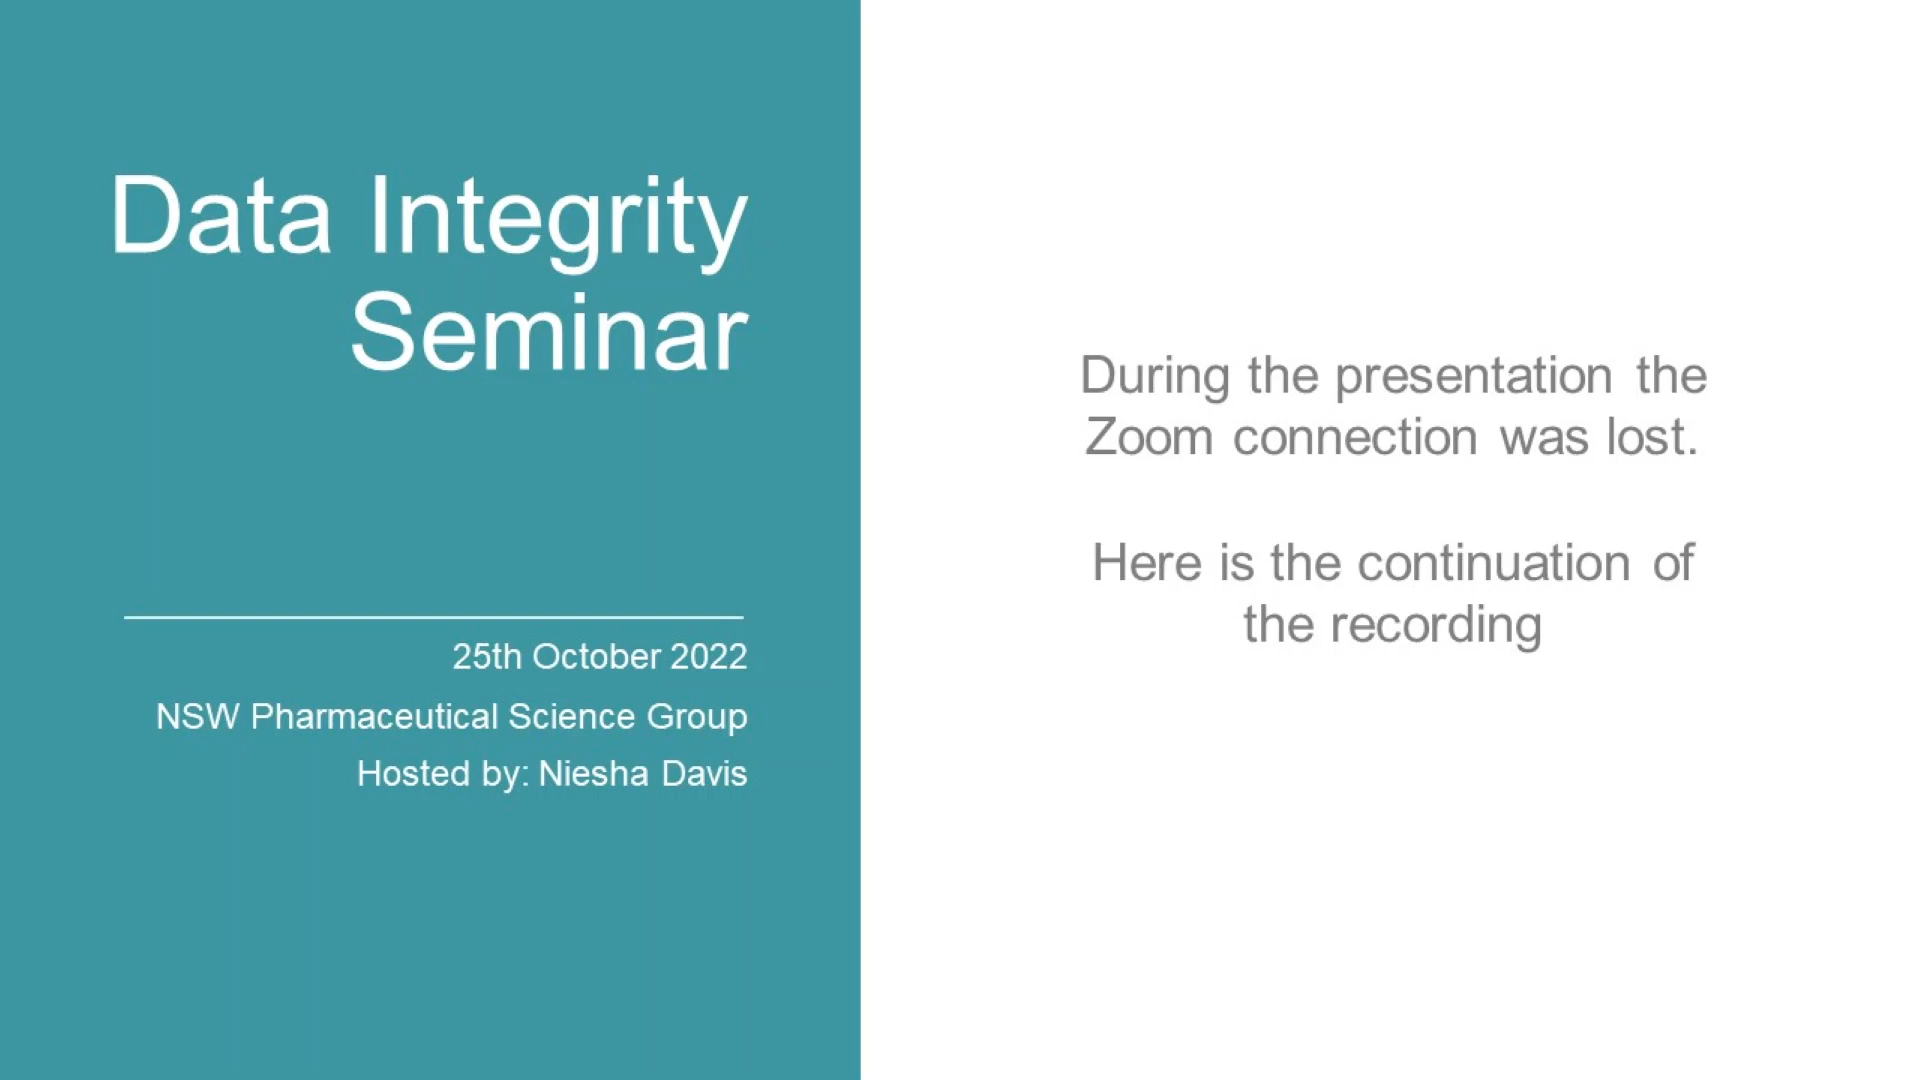 Data Integrity
Seminar
25th October 2022
NSW Pharmaceutical Science Group
Hosted by: Niesha Davis
During the presentation the
Zoom connection was lost.
Here is the continuation of
the recording